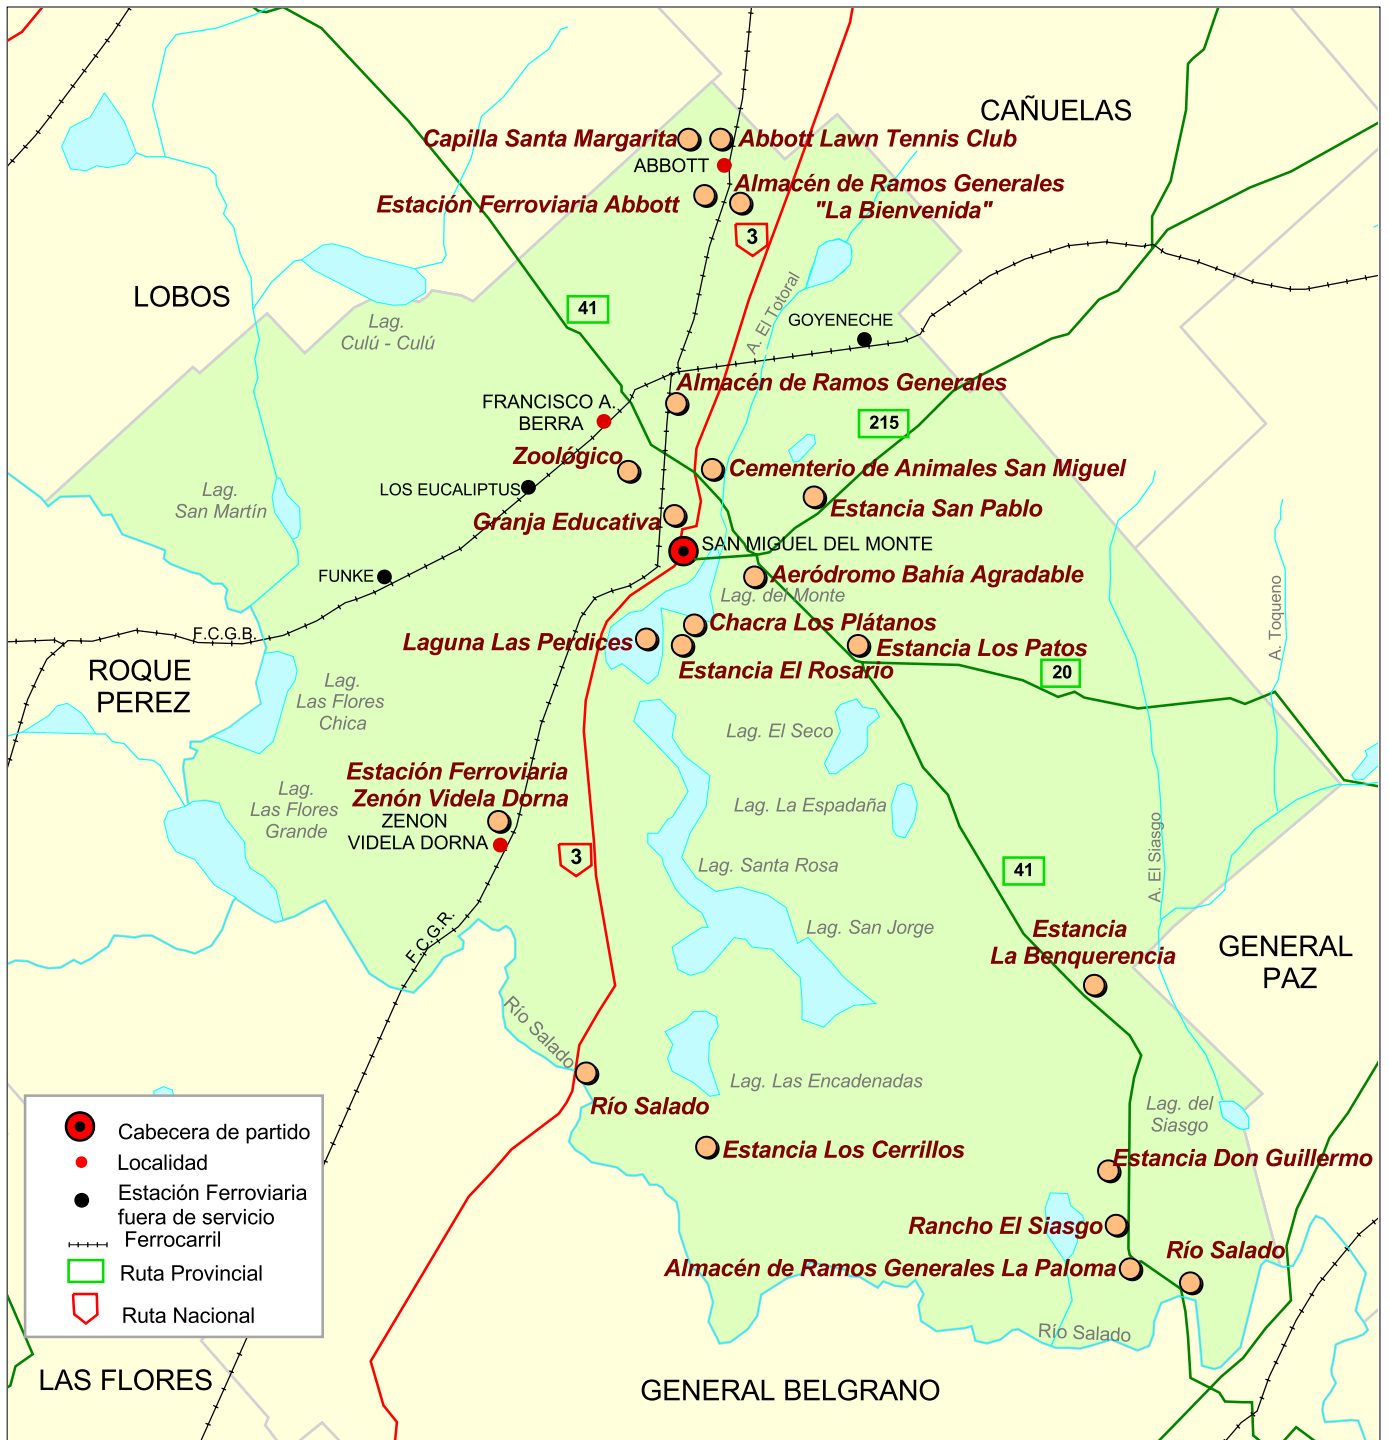 CAÑUELAS
Capilla Santa Margarita
Abbott Lawn Tennis Club
ABBOTT
Almacén de Ramos Generales
"La Bienvenida"
Estación Ferroviaria Abbott
3
LOBOS
41
A. El Totoral
Lag.
Culú - Culú
GOYENECHE
Almacén de Ramos Generales
FRANCISCO A.
BERRA
215
Zoológico
Cementerio de Animales San Miguel
LOS EUCALIPTUS
Lag.
San Martín
Estancia San Pablo
Granja Educativa
SAN MIGUEL DEL MONTE
FUNKE
Aeródromo Bahía Agradable
Lag. del Monte
A. Toqueno
F.C.G.B.
Chacra Los Plátanos
Laguna Las Perdices
Estancia Los Patos
Estancia El Rosario
ROQUE
PEREZ
20
Lag.
Las Flores
Chica
Lag. El Seco
Estación Ferroviaria
Zenón Videla Dorna
Lag.
Las Flores
Grande
Lag. La Espadaña
ZENON
VIDELA DORNA
3
Lag. Santa Rosa
41
A. El Siasgo
F.C.G.R.
Lag. San Jorge
Estancia
La Benquerencia
GENERAL
PAZ
Río Salado
Lag. Las Encadenadas
Río Salado
Lag. del
Siasgo
Estancia Los Cerrillos
Estancia Don Guillermo
Rancho El Siasgo
Río Salado
Almacén de Ramos Generales La Paloma
Río Salado
Cabecera de partido
Localidad
Estación Ferroviaria
fuera de servicio
Ferrocarril
Ruta Provincial
Ruta Nacional
LAS FLORES
GENERAL BELGRANO